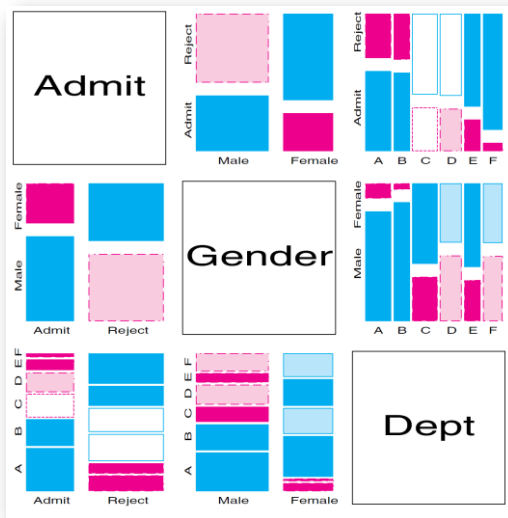 Admit
Reject
Admit
Male Female
Reject
Admit
A B C D E F
Female
Male
Admit Reject
Gender
Female
Male
A B C D E F
A B C D E F
Admit Reject
A B C D E F
Male Female
Dept